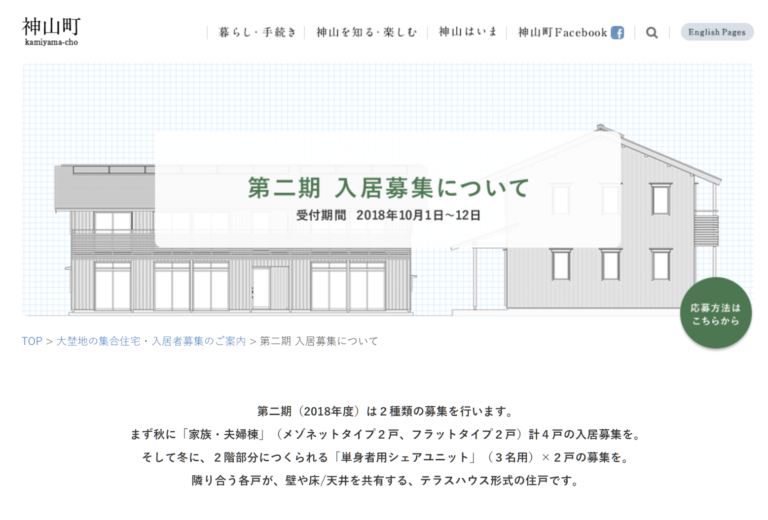 神山町
kamiyama-cho
暮らし・手続き
神山を知る・楽しむ
神山はいま
神山町Facebook
English Pages
第二期 入居募集について
受付期間 2018年10月1日~12日
応募方法は
こちらから
TOP > 大埜地の集合住宅・入居者募集のご案内 > 第二期 入居募集について
第二期（2018年度）は２種類の募集を行います。
まず秋に「家族・夫婦棟」（メゾネットタイプ２戸、フラットタイプ２戸）計４戸の入居募集を。
そして冬に、２階部分につくられる「単身者用シェアユニット」（３名用）×２戸の募集を。
隣り合う各戸が、壁や床/天井を共有する、テラスハウス形式の住戸です。